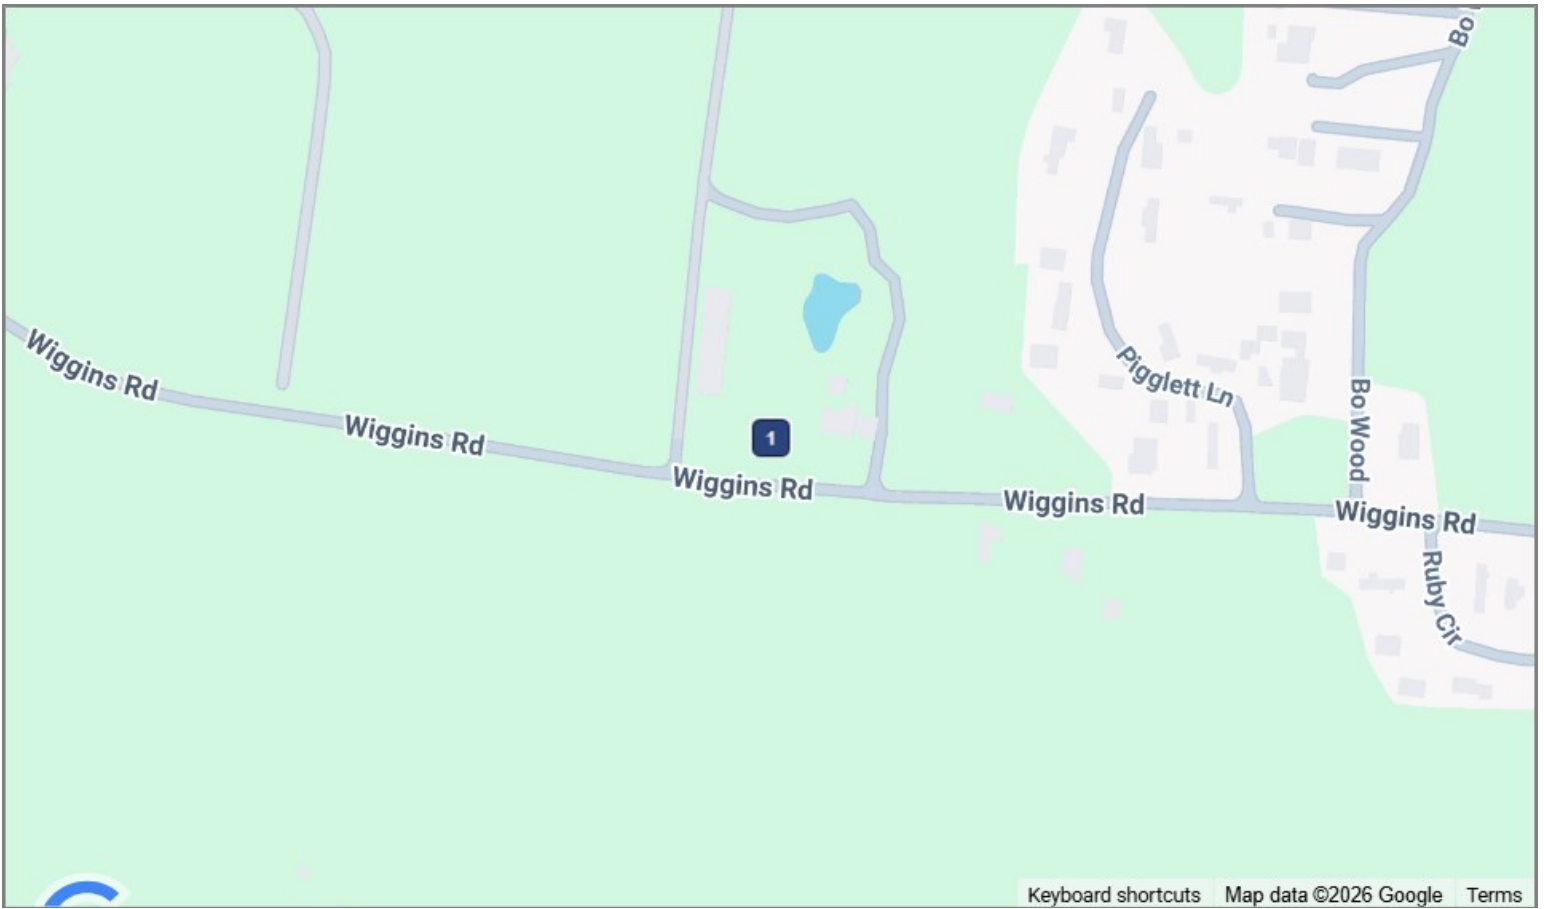 Bo
Wiggins Rd
Wiggins Rd
Pigglett Ln
Bo Wood
1
Wiggins Rd
Wiggins Rd
Wiggins Rd
Ruby Cir
Keyboard shortcuts
Map data ©2026 Google
Terms